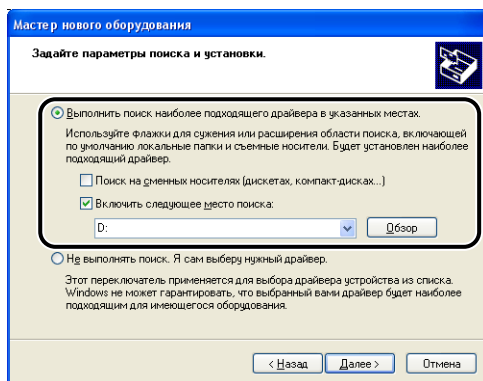 Мастер нового оборудования
Задайте параметры поиска и установки.
Выполнить поиск наиболее подходящего драйвера в указанных местах.
Используйте флажки для сужения или расширения области поиска, включающей
по умолчанию локальные папки и съемные носители. Будет установлен наиболее
подходящий драйвер.
Поиск на сменных носителях (дискетах, компакт-дисках...)
Включить следующее место поиска:
D:
Обзор
Не выполнять поиск. Я сам выберу нужный драйвер.
Этот переключатель применяется для выбора драйвера устройства из списка.
Windows не может гарантировать, что выбранный вами драйвер будет наиболее
подходящим для имеющегося оборудования.
< Назад
Далее >
Отмена